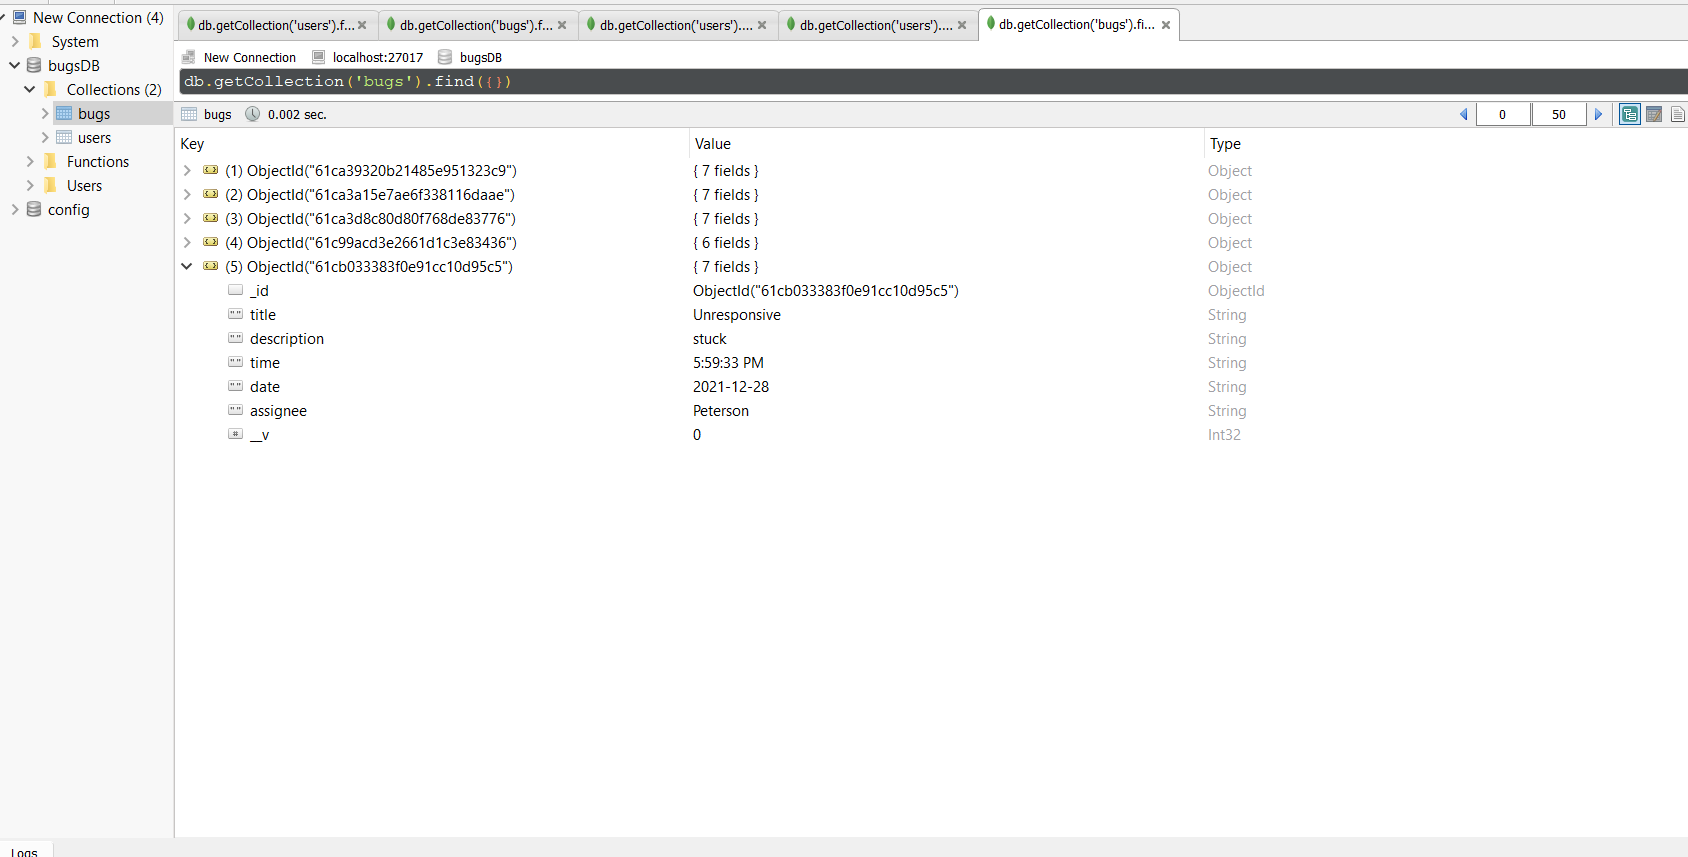 New Connection (4)
System
bugsDB
Collections (2)
bugs
users
Functions
Users
config
db.getCollection('users').f...
db.getCollection('bugs').f...
db.getCollection('users')....
db.getCollection('users')....
db.getCollection('bugs').fi...
New Connection localhost:27017 bugsDB
db.getCollection('bugs').find({})
bugs 0.002 sec. 0 50
Key Value Type
(1) ObjectId("61ca39320b21485e951323c9") { 7 fields } Object
(2) ObjectId("61ca3a15e7ae6f338116daae") { 7 fields } Object
(3) ObjectId("61ca3d8c80d80f768de83776") { 7 fields } Object
(4) ObjectId("61c99acd3e2661d1c3e83436") { 6 fields } Object
(5) ObjectId("61cb033383f0e91cc10d95c5") { 7 fields } Object
_id ObjectId("61cb033383f0e91cc10d95c5") ObjectId
title Unresponsive String
description stuck String
time 5:59:33 PM String
date 2021-12-28 String
assignee Peterson String
__v 0 Int32
Logs